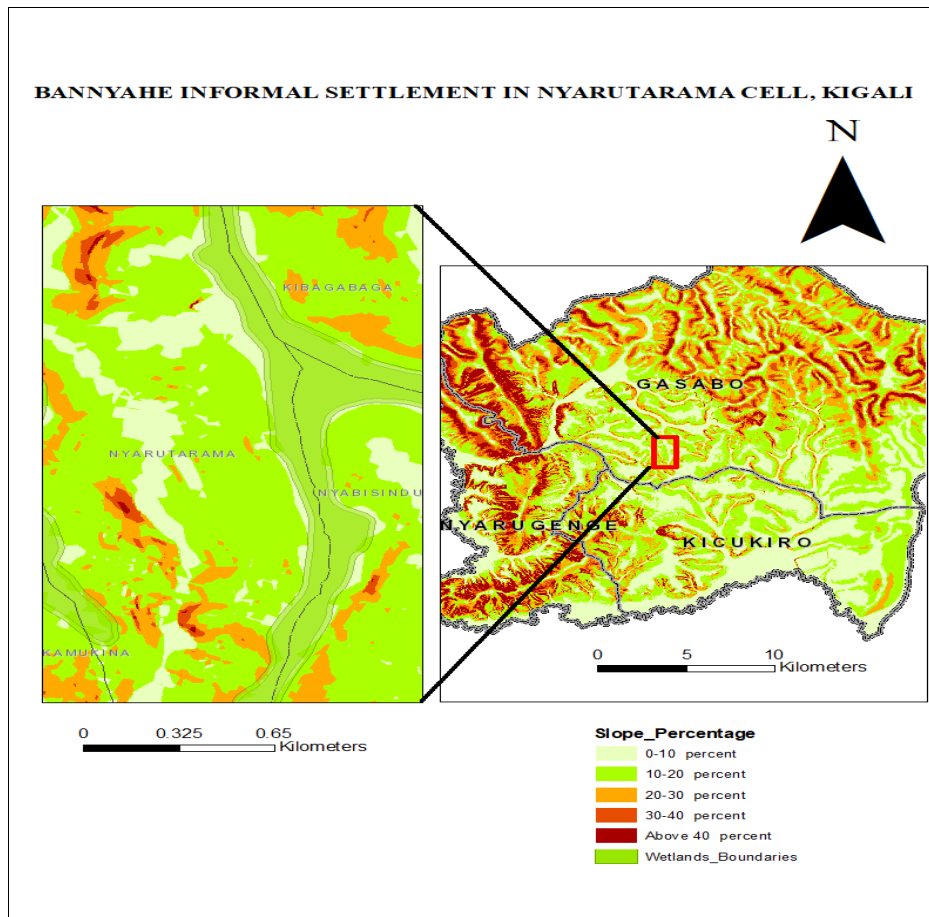 BANNYAHE INFORMAL SETTLEMENT IN NYARUTARAMA CELL, KIGALI
N
KIBAGABAGA
NYARUTARAMA
NYABISINDU
KAMUKINA
0 0.325 0.65
Kilometers
GASABO
NYARUGENGE
KICUKIRO
0 5 10
Kilometers
Slope_Percentage
0-10 percent
10-20 percent
20-30 percent
30-40 percent
Above 40 percent
Wetlands_Boundaries